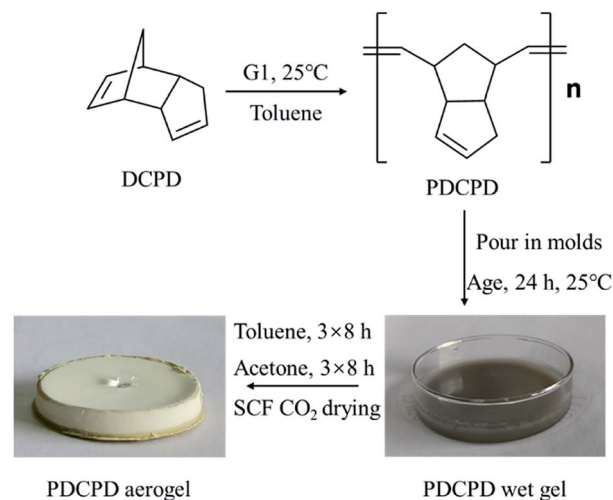 G1, 25°C
Toluene
n
DCPD
PDCPD
Pour in molds
Age, 24 h, 25°C
Toluene, 3×8 h
Acetone, 3×8 h
SCF CO₂ drying
PDCPD aerogel
PDCPD wet gel